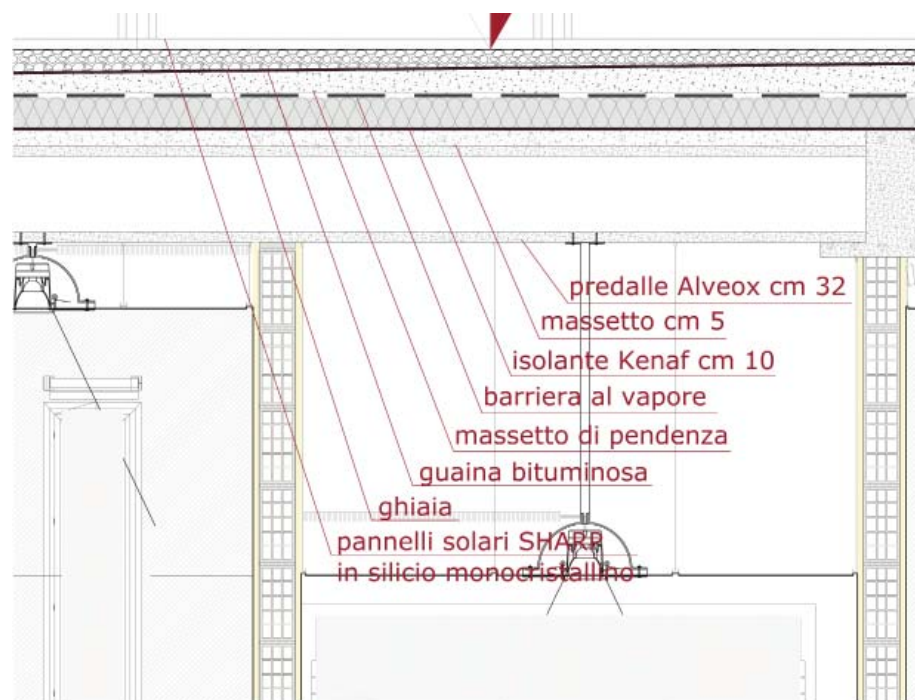 predalle Alveox cm 32
massetto cm 5
isolante Kenaf cm 10
barriera al vapore
massetto di pendenza
guaina bituminosa
ghiaia
pannelli solari SHARP
in silicio monocristallino